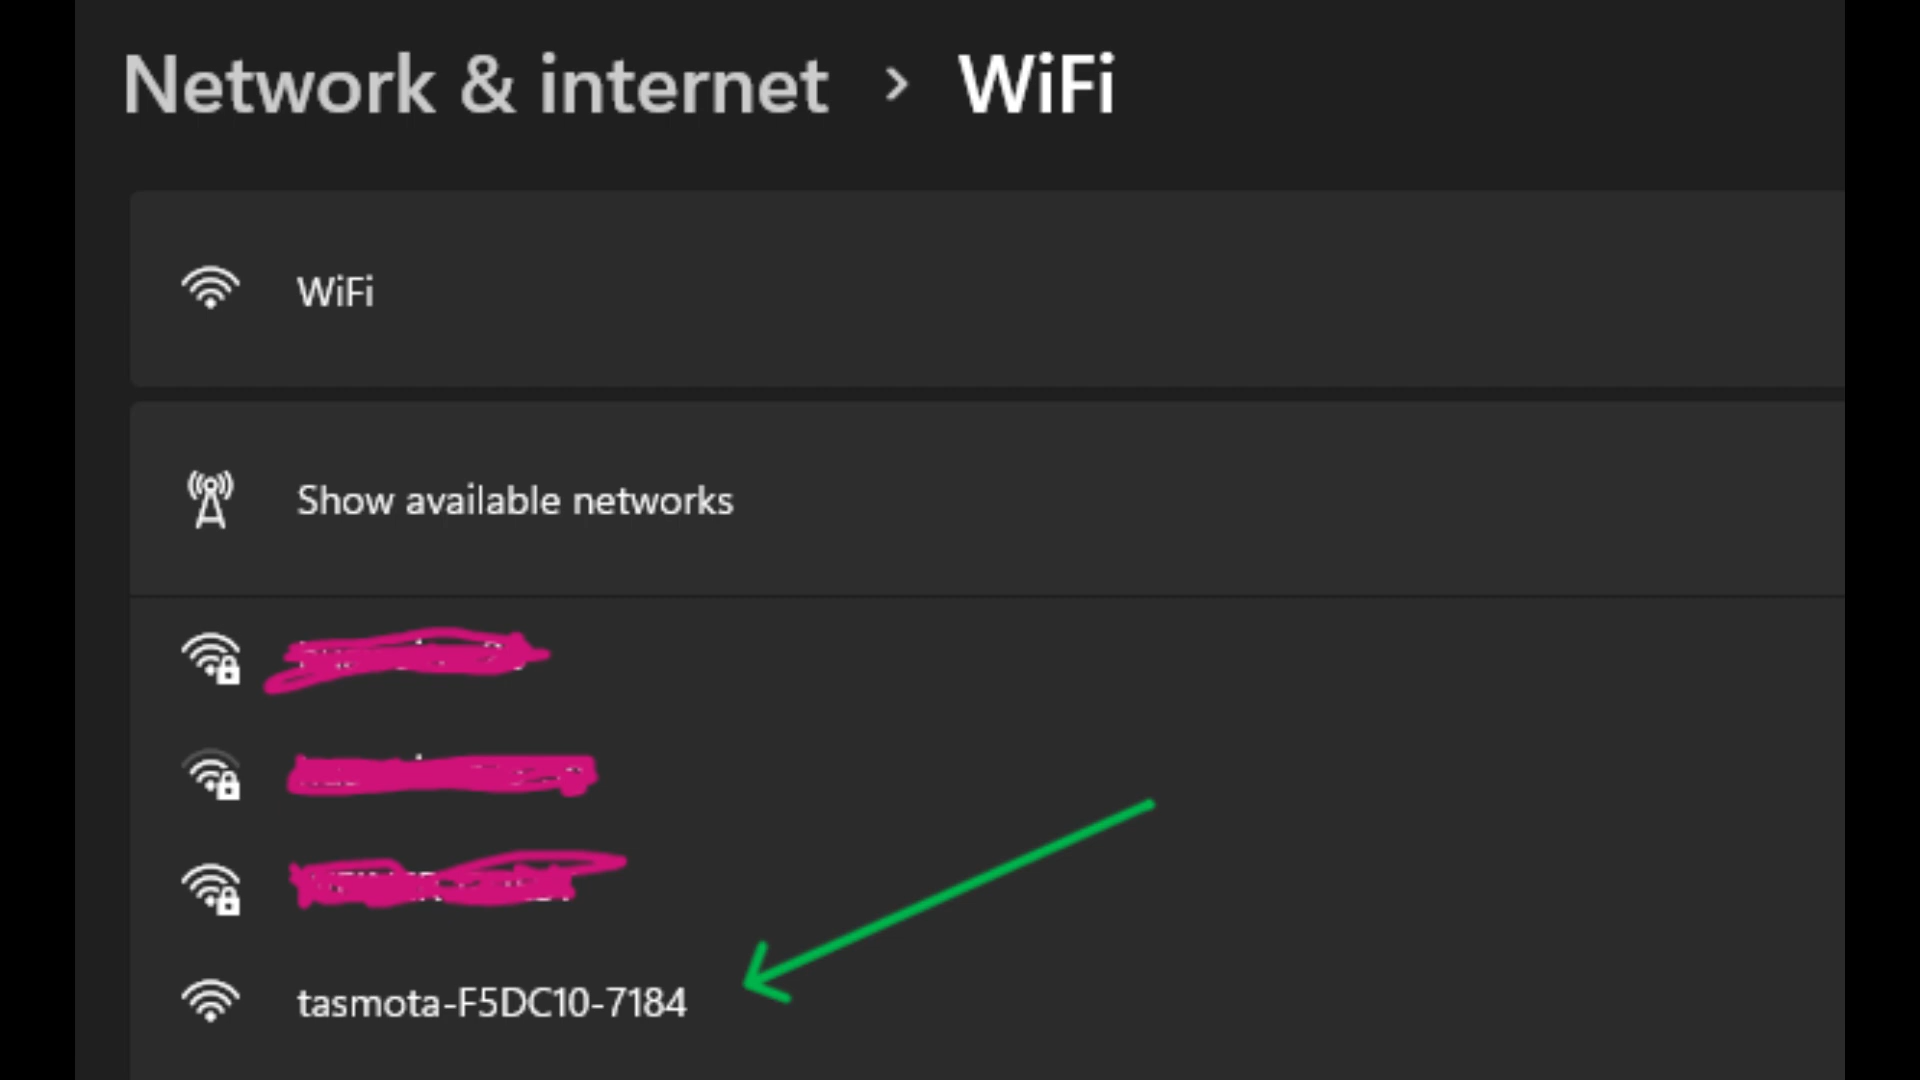 Network & internet > WiFi
WiFi
Show available networks
tasmota-F5DC10-7184